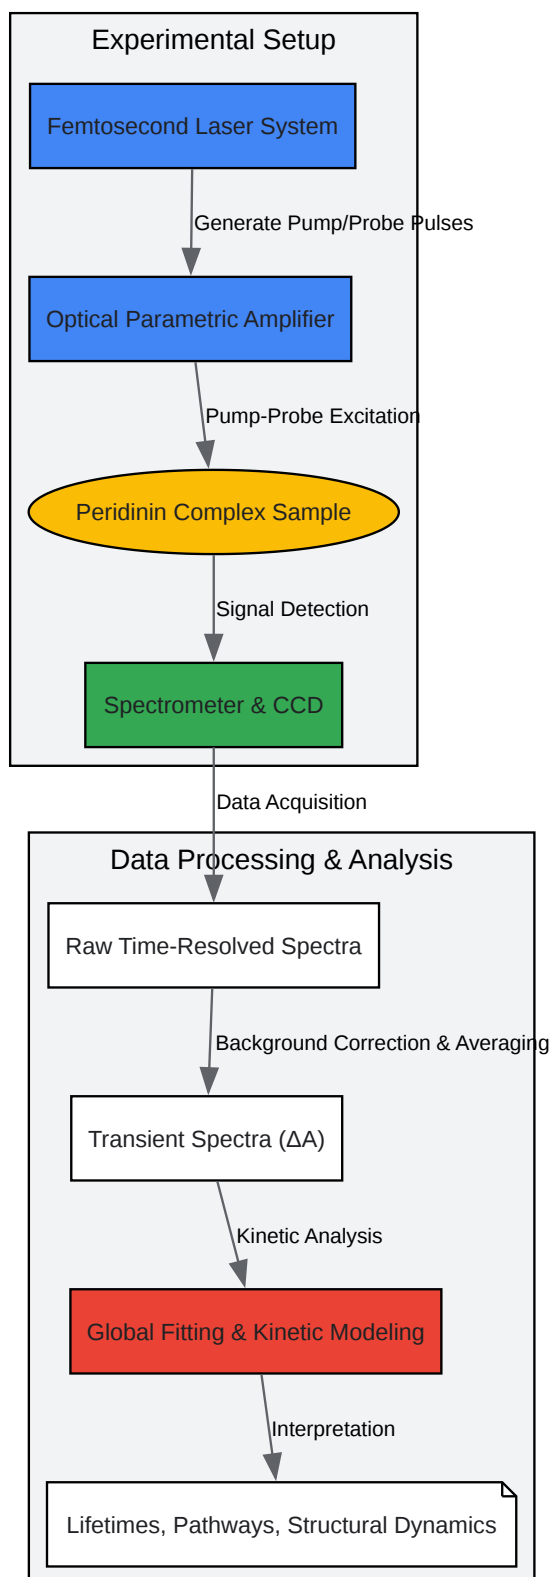 Experimental Setup
Femtosecond Laser System
Generate Pump/Probe Pulses
Optical Parametric Amplifier
Pump-Probe Excitation
Peridinin Complex Sample
Signal Detection
Spectrometer & CCD
Data Acquisition
Data Processing & Analysis
Raw Time-Resolved Spectra
Background Correction & Averaging
Transient Spectra (ΔA)
Kinetic Analysis
Global Fitting & Kinetic Modeling
Interpretation
Lifetimes, Pathways, Structural Dynamics